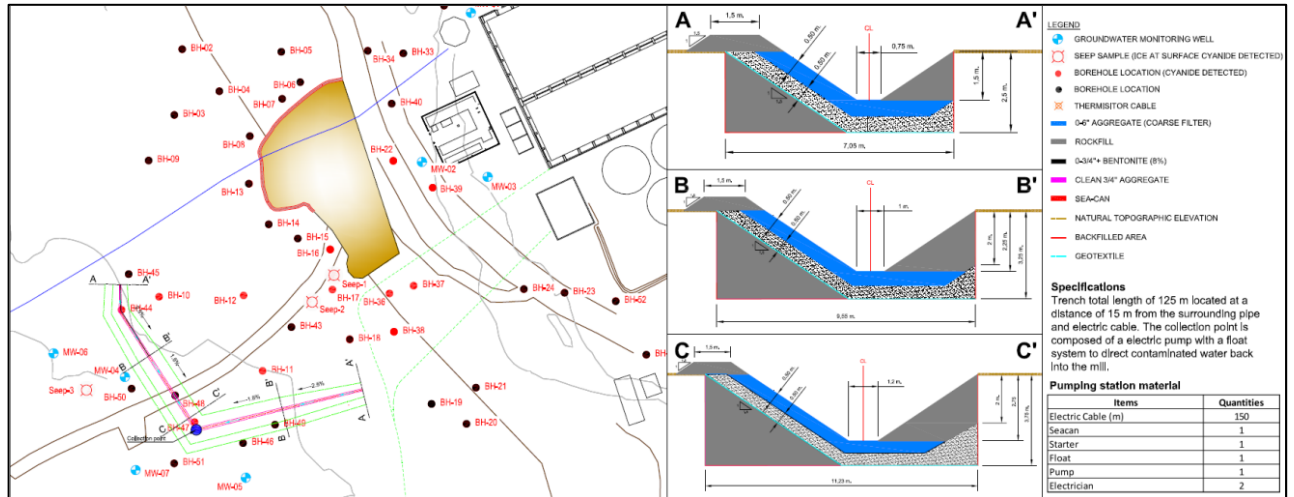 BH-02
BH-05
BH-33
BH-34
BH-06
BH-04
BH-07
BH-40
BH-03
BH-08
BH-22
MW-02
BH-09
BH-39
MW-03
BH-13
BH-14
BH-15
BH-16
BH-45
Seep-1
A A'
BH-10
BH-12
BH-17
BH-36
BH-37
BH-24
BH-23
BH-52
BH-44
Seep-2
BH-43
BH-38
BH-18
B'
MW-06
MW-04
B
1,5%
BH-11
A'
Seep-3
BH-50
BH-48
C'
B'
2,5%
1,5%
BH-21
A
BH-19
C
BH-47
BH-49
BH-20
Collection point
BH-46
B
BH-51
MW-07
MW-05
A A'
1,5 m.
CL
0,50 m.
0,75 m.
0,50 m.
1,5 m.
2,5 m.
7,05 m.
B B'
1,5 m.
CL
0,50 m.
1 m.
0,50 m.
2 m.
2,25 m.
3,25 m.
C C'
1,5 m.
CL
0,50 m.
1,2 m.
0,50 m.
2 m.
11,23 m.
LEGEND
GROUNDWATER MONITORING WELL
SEEP SAMPLE (ICE AT SURFACE CYANIDE DETECTED)
BOREHOLE LOCATION (CYANIDE DETECTED)
BOREHOLE LOCATION
THERMISITOR CABLE
0-6" AGGREGATE (COARSE FILTER)
ROCKFILL
0-3/4"+ BENTONITE (8%)
CLEAN 3/4" AGGREGATE
SEA-CAN
NATURAL TOPOGRAPHIC ELEVATION
BACKFILLED AREA
GEOTEXTILE
Specifications
Trench total length of 125 m located at a
distance of 15 m from the surrounding pipe
and electric cable. The collection point is
composed of a electric pump with a float
system to direct contaminated water back
into the mill.
Pumping station material
Items Quantities
Electric Cable (m) 150
Seacan 1
Starter 1
Float 1
Pump 1
Electrician 2